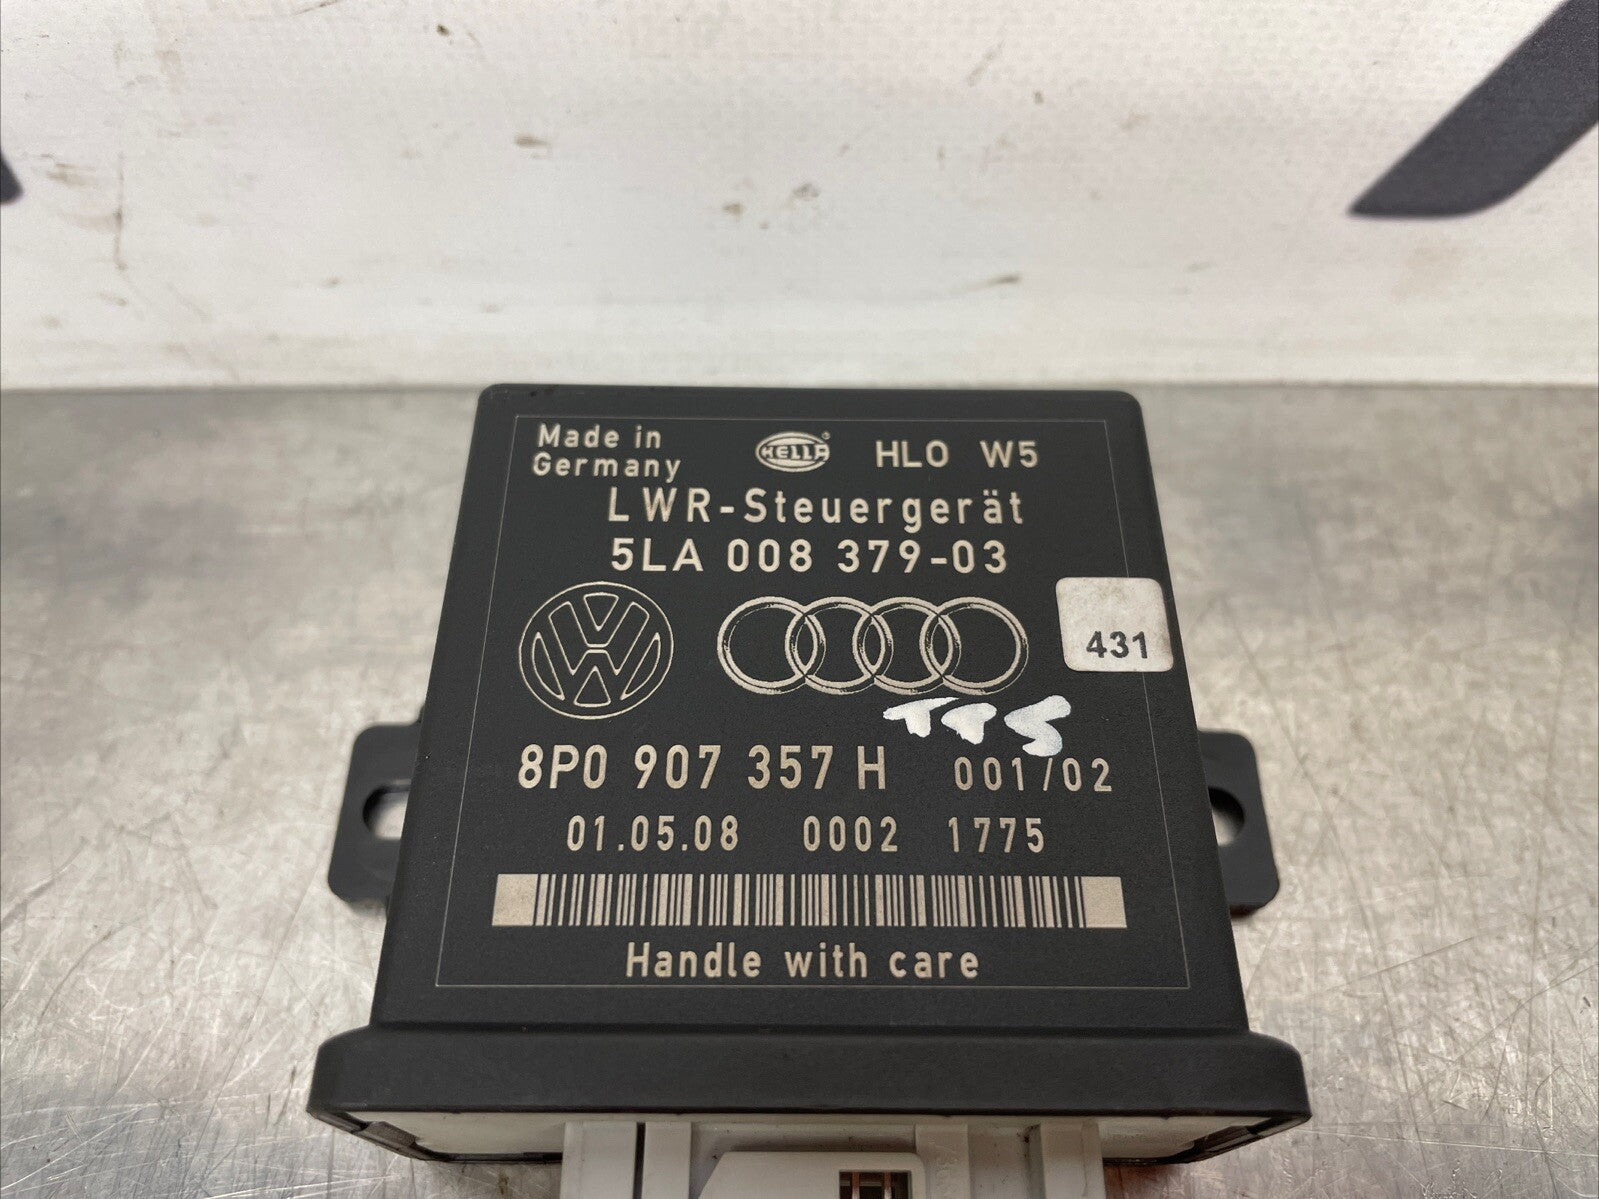 Made in
Germany
HELLA
HLO W5
LWR-Steuergerät
5LA 008 379-03
431
TTS
8P0 907 357 H 001/02
01.05.08 0002 1775
Handle with care